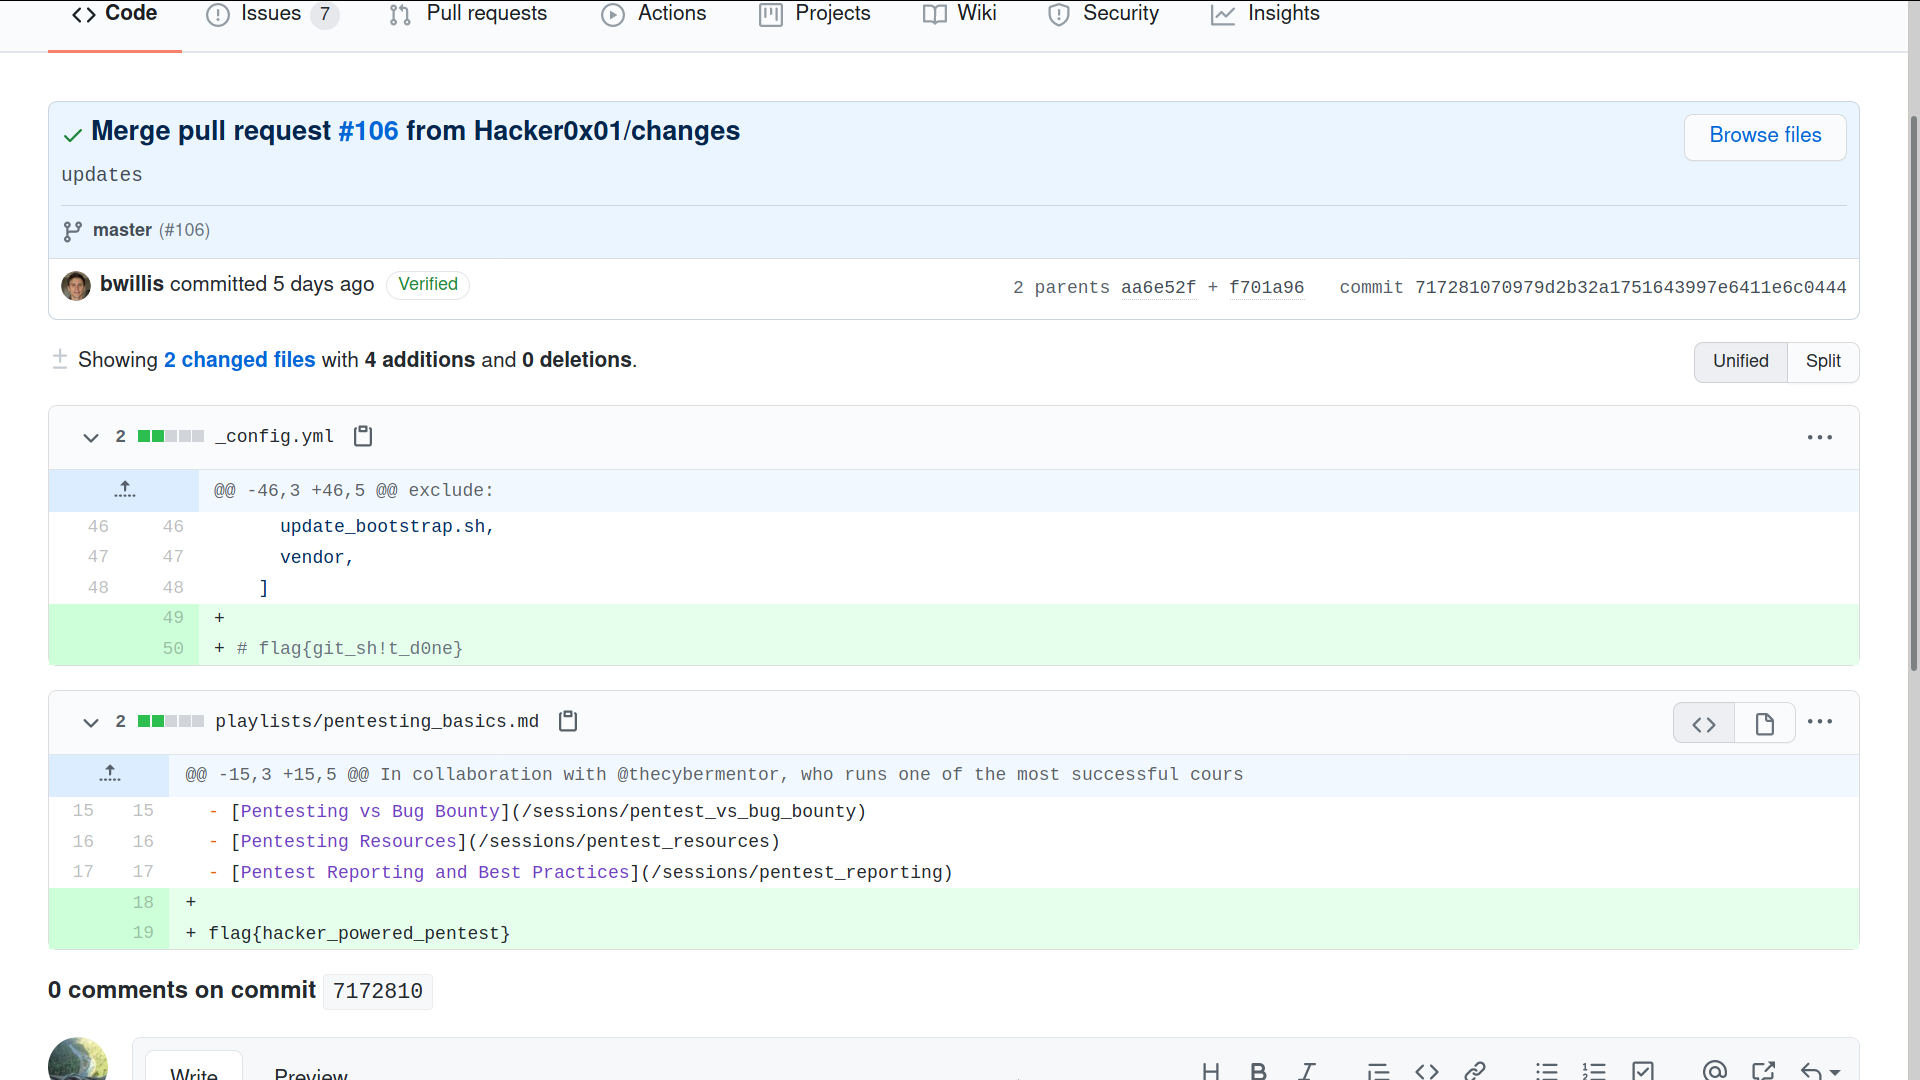 Code Issues 7 Pull requests Actions Projects Wiki Security Insights
Merge pull request #106 from Hacker0x01/changes
Browse files
updates
master (#106)
bwillis committed 5 days ago Verified 2 parents aa6e52f + f701a96 commit 717281070979d2b32a1751643997e6411e6c0444
Showing 2 changed files with 4 additions and 0 deletions.
Unified Split
2 _config.yml
@@ -46,3 +46,5 @@ exclude:
46 46 update_bootstrap.sh,
47 47 vendor,
48 48 ]
49 +
50 + # flag{git_sh!t_d0ne}
2 playlists/pentesting_basics.md
@@ -15,3 +15,5 @@ In collaboration with @thecybermentor, who runs one of the most successful cours
15 15 - [Pentesting vs Bug Bounty](/sessions/pentest_vs_bug_bounty)
16 16 - [Pentesting Resources](/sessions/pentest_resources)
17 17 - [Pentest Reporting and Best Practices](/sessions/pentest_reporting)
18 +
19 + flag{hacker_powered_pentest}
0 comments on commit 7172810
Write Preview